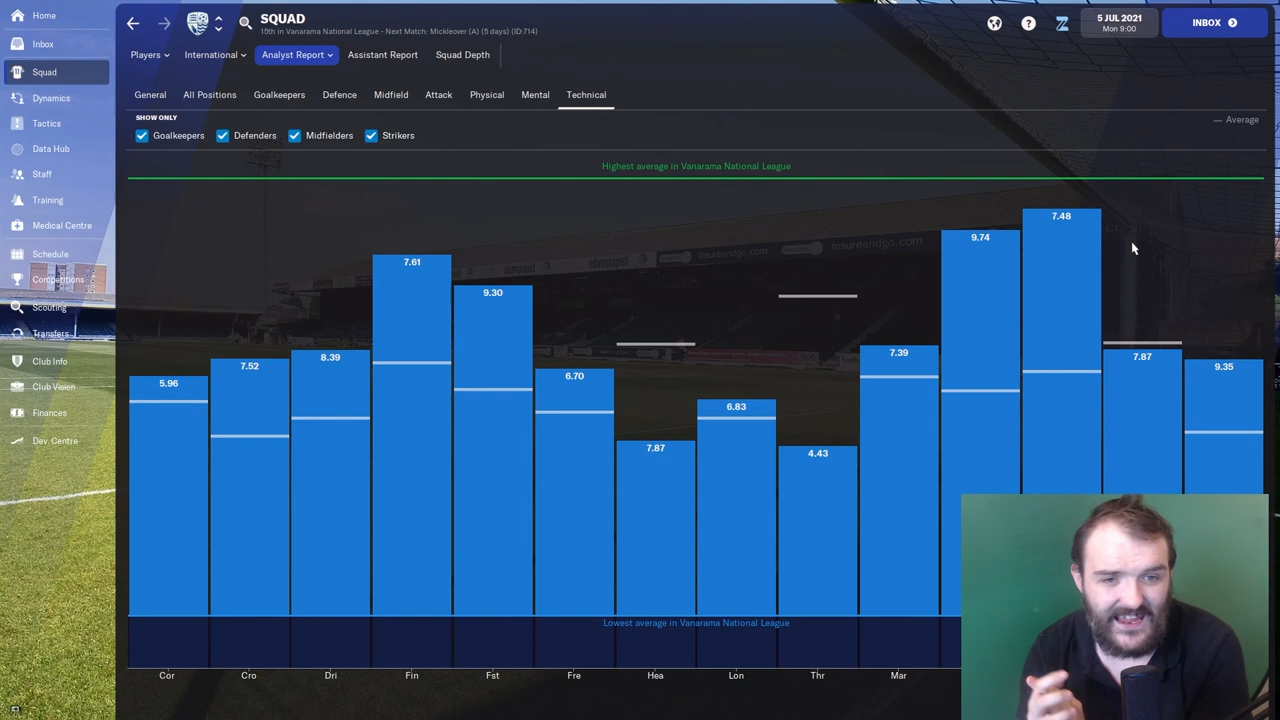 Home
Inbox
Squad
Dynamics
Tactics
Data Hub
Staff
Training
Medical Centre
Schedule
Competitions
Scouting
Transfers
Club Info
Club Vision
Finances
Dev. Centre
SQUAD
15th in Vanarama National League - Next Match: Mickleover (A) (5 days) (ID:714)
5 JUL 2021
Mon 9:00
INBOX
Players
International
Analyst Report
Assistant Report
Squad Depth
General
All Positions
Goalkeepers
Defence
Midfield
Attack
Physical
Mental
Technical
SHOW ONLY
Goalkeepers
Defenders
Midfielders
Strikers
Average
Highest average in Vanarama National League
insureandgo.com
insureandgo.com
5.96
7.52
8.39
7.61
9.30
6.70
7.87
6.83
4.43
7.39
9.74
7.48
7.87
9.35
Lowest average in Vanarama National League
Cor
Cro
Dri
Fin
Fst
Fre
Hea
Lon
Thr
Mar